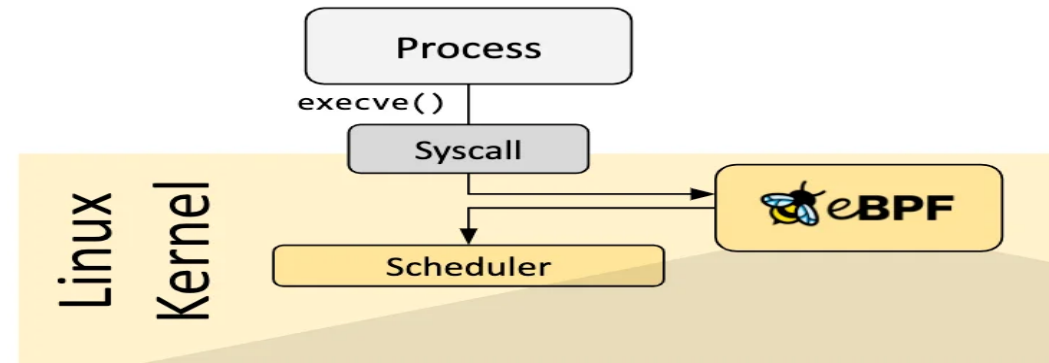 Process
execve()
Syscall
eBPF
Scheduler
Linux
Kernel